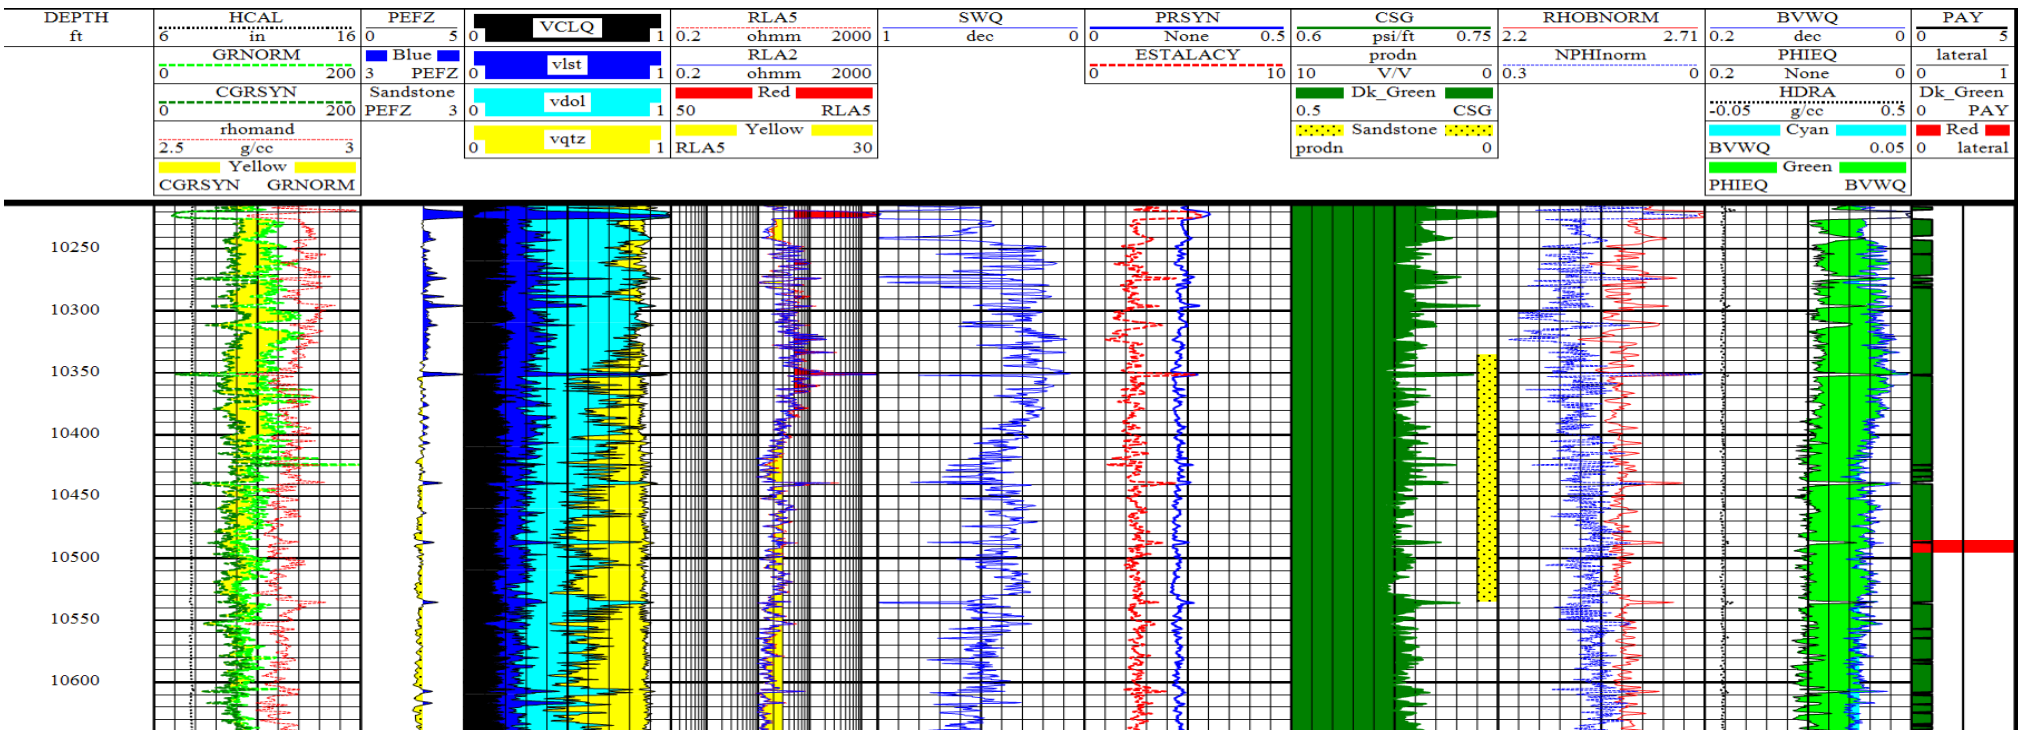 DEPTH HCAL PEFZ VCLQ RLA5 SWQ PRSYN CSG RHOBNORM BVWQ PAY
ft 6 in 16 0 5 0 1 0.2 ohmm 2000 1 dec 0 0 None 0.5 0.6 psi/ft 0.75 2.2 2.71 0.2 dec 0 0 5
GRNORM Blue vlst RLA2 ESTALACY prodn NPHInorm PHIEQ lateral
0 200 3 PEFZ 0 1 0.2 ohmm 2000 0 10 10 V/V 0 0.3 0 0.2 None 0 0 1
CGRSYN Sandstone vdol Red Dk_Green HDRA Dk_Green
0 200 PEFZ 3 0 1 50 RLA5 0.5 CSG -0.05 g/cc 0.5 0 PAY
rhomand vqtz Yellow Sandstone Cyan Red
2.5 g/cc 3 0 1 RLA5 30 prodn 0 BVWQ 0.05 0 lateral
Yellow Green
CGRSYN GRNORM PHIEQ BVWQ
10250
10300
10350
10400
10450
10500
10550
10600